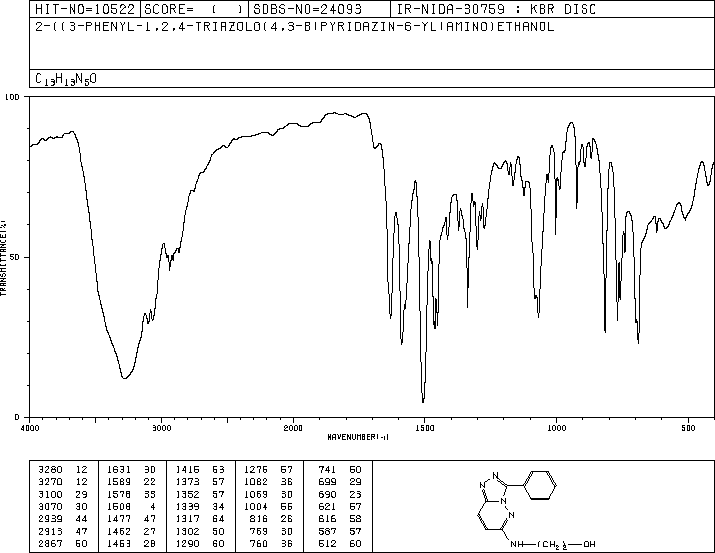 HIT-NO=10522 SCORE= ( ) SDBS-NO=24093 IR-NIDA-30759 : KBR DISC
2-((3-PHENYL-1,2,4-TRIAZOLO(4,3-B)PYRIDAZIN-6-YL)AMINO)ETHANOL
C13H13N5O
100
50
0
TRANSMITTANCE(%)
4000 3000 2000 1500 1000 500
WAVENUMBER(-1)
3280 12 1631 30 1416 53 1276 57 741 50
3270 12 1589 22 1373 57 1082 36 699 29
3100 29 1578 35 1352 57 1069 30 690 23
3070 30 1508 4 1339 34 1004 55 621 57
2939 44 1477 47 1317 64 816 26 616 58
2913 47 1462 27 1302 50 769 30 587 57
2867 50 1453 28 1290 60 760 36 512 60
N N
N
N
NH (CH2)2 OH